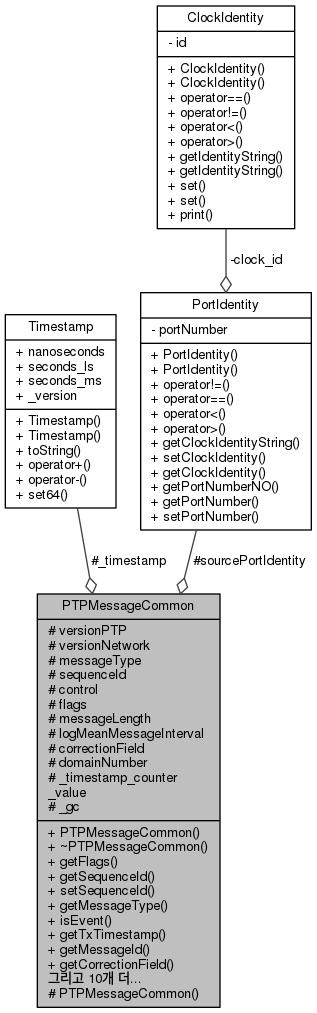 ClockIdentity
- id
+ ClockIdentity()
+ ClockIdentity()
+ operator==()
+ operator!=()
+ operator<()
+ operator>()
+ getIdentityString()
+ getIdentityString()
+ set()
+ set()
+ print()
-clock_id
PortIdentity
- portNumber
+ PortIdentity()
+ PortIdentity()
+ operator!=()
+ operator==()
+ operator<()
+ operator>()
+ getClockIdentityString()
+ setClockIdentity()
+ getClockIdentity()
+ getPortNumberNO()
+ getPortNumber()
+ setPortNumber()
Timestamp
+ nanoseconds
+ seconds_ls
+ seconds_ms
+ _version
+ Timestamp()
+ Timestamp()
+ toString()
+ operator+()
+ operator-()
+ set64()
#_timestamp
#sourcePortIdentity
PTPMessageCommon
# versionPTP
# versionNetwork
# messageType
# sequenceId
# control
# flags
# messageLength
# logMeanMessageInterval
# correctionField
# domainNumber
# _timestamp_counter
_value
# _gc
+ PTPMessageCommon()
+ ~PTPMessageCommon()
+ getFlags()
+ getSequenceId()
+ setSequenceId()
+ getMessageType()
+ isEvent()
+ getTxTimestamp()
+ getMessageId()
+ getCorrectionField()
그리고 10개 더...
# PTPMessageCommon()